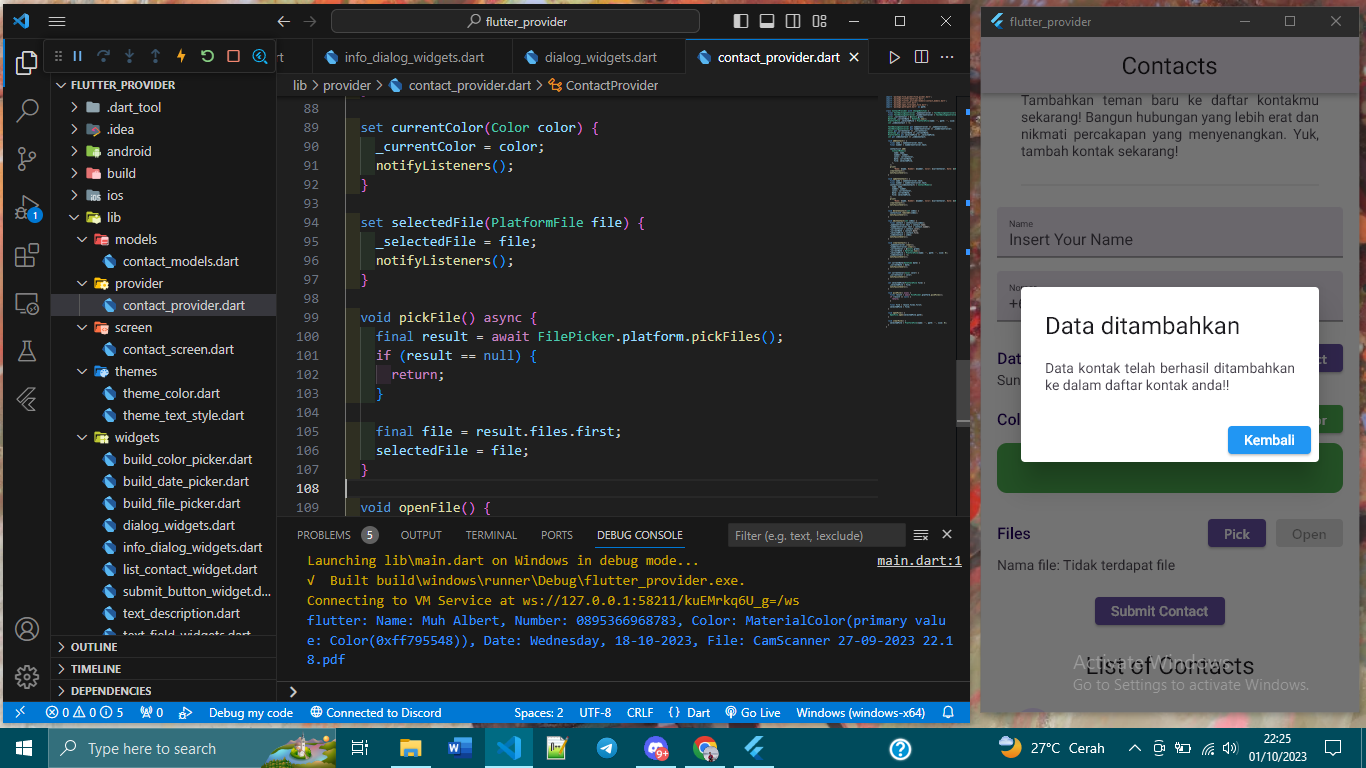 flutter_provider
rt
info_dialog_widgets.dart
dialog_widgets.dart
contact_provider.dart
lib > provider > contact_provider.dart > ContactProvider
FLUTTER_PROVIDER
.dart_tool
.idea
android
build
ios
lib
models
contact_models.dart
provider
contact_provider.dart
screen
contact_screen.dart
themes
theme_color.dart
theme_text_style.dart
widgets
build_color_picker.dart
build_date_picker.dart
build_file_picker.dart
dialog_widgets.dart
info_dialog_widgets.dart
list_contact_widget.dart
submit_button_widget.d...
text_description.dart
text_field_widgets.dart
OUTLINE
TIMELINE
DEPENDENCIES
1
88
89 set currentColor(Color color) {
90 _currentColor = color;
91 notifyListeners();
92 }
93
94 set selectedFile(PlatformFile file) {
95 _selectedFile = file;
96 notifyListeners();
97 }
98
99 void pickFile() async {
100 final result = await FilePicker.platform.pickFiles();
101 if (result == null) {
102 return;
103 }
104
105 final file = result.files.first;
106 selectedFile = file;
107 }
108
109 void openFile() {
PROBLEMS 5 OUTPUT TERMINAL PORTS DEBUG CONSOLE
Filter (e.g. text, !exclude)
Launching lib\main.dart on Windows in debug mode... main.dart:1
√ Built build\windows\runner\Debug\flutter_provider.exe.
Connecting to VM Service at ws://127.0.0.1:58211/kuEMrkq6U_g=/ws
flutter: Name: Muh Albert, Number: 0895366968783, Color: MaterialColor(primary valu
e: Color(0xff795548)), Date: Wednesday, 18-10-2023, File: CamScanner 27-09-2023 22.1
8.pdf
0 0 5 0 Debug my code Connected to Discord Spaces: 2 UTF-8 CRLF {} Dart Go Live Windows (windows-x64)
flutter_provider
Contacts
Tambahkan teman baru ke daftar kontakmu
sekarang! Bangun hubungan yang lebih erat dan
nikmati percakapan yang menyenangkan. Yuk,
tambah kontak sekarang!
Name
Insert Your Name
Data ditambahkan
Data kontak telah berhasil ditambahkan
ke dalam daftar kontak anda!!
Kembali
Files Pick Open
Nama file: Tidak terdapat file
Submit Contact
List of Contacts
Activate Windows
Go to Settings to activate Windows.
Type here to search
9+
27°C Cerah
22:25
01/10/2023